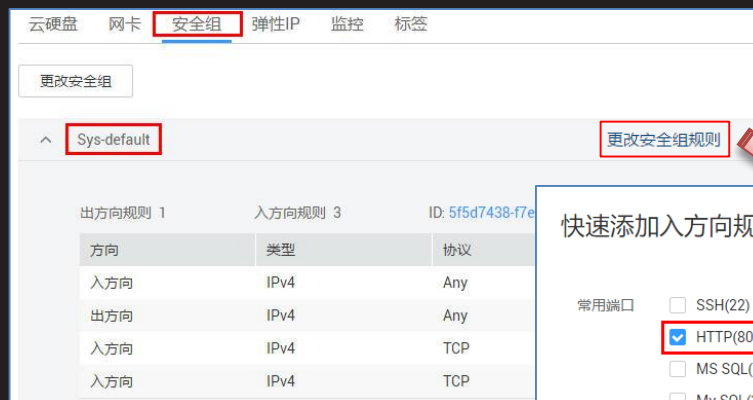 云硬盘 网卡 安全组 弹性IP 监控 标签
更改安全组
Sys-default 更改安全组规则
出方向规则 1 入方向规则 3 ID: 5f5d7438-f7e
方向 类型 协议
入方向 IPv4 Any
出方向 IPv4 Any
入方向 IPv4 TCP
入方向 IPv4 TCP
快速添加入方向规
常用端口 SSH(22)
HTTP(80
MS SQL(
My SQL(